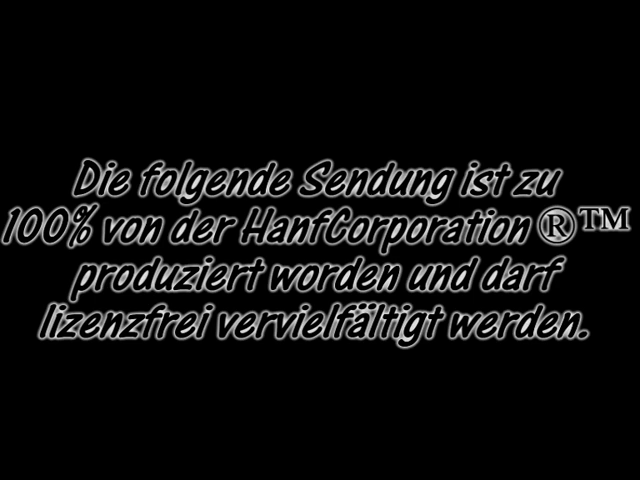 Die folgende Sendung ist zu
100% von der HanfCorporation ®™
produziert worden und darf
lizenzfrei vervielfältigt werden.